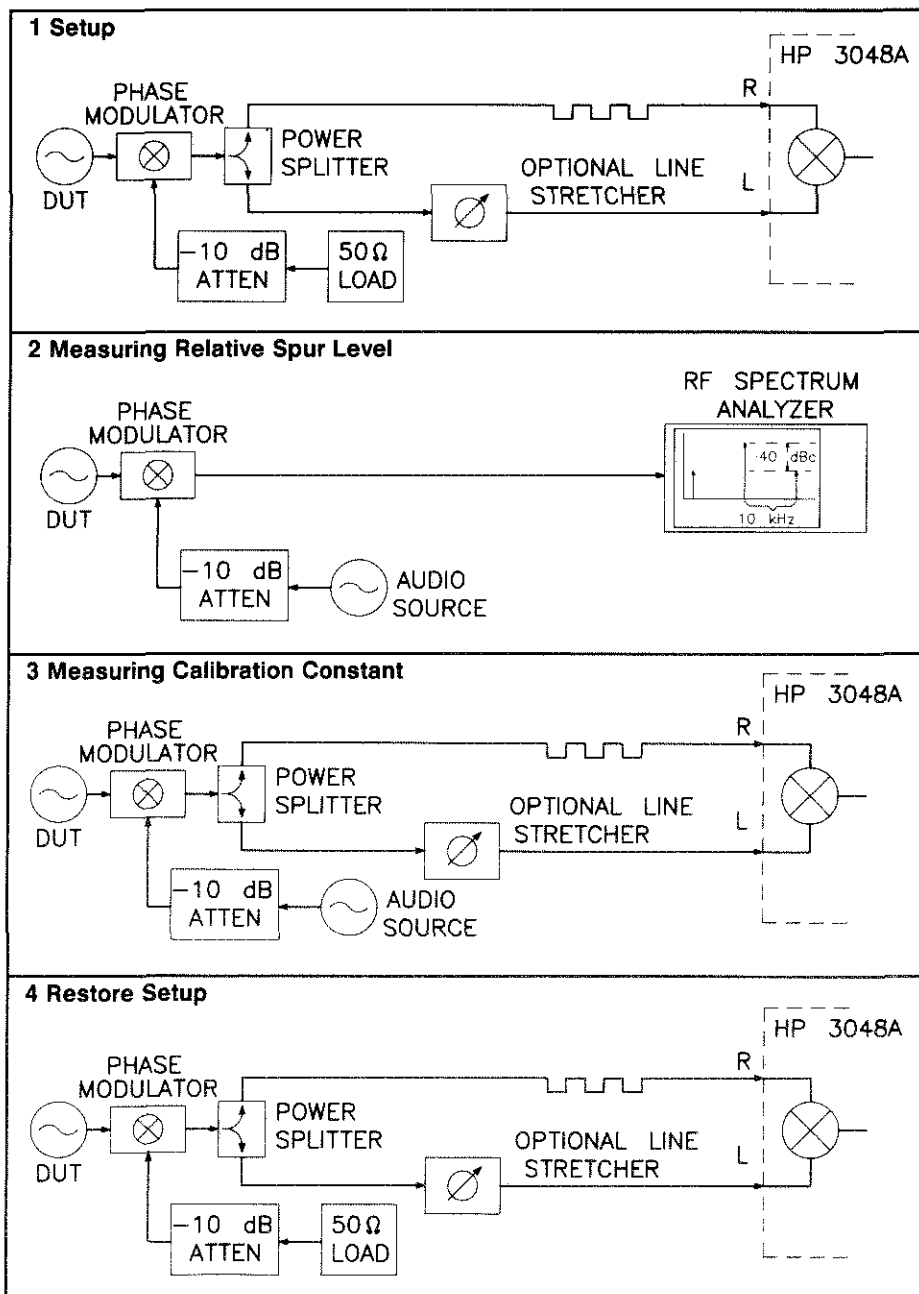 1 Setup
HP 3048A
PHASE
MODULATOR
R
POWER
SPLITTER
OPTIONAL LINE
STRETCHER
L
DUT
-10 dB
ATTEN
50Ω
LOAD
2 Measuring Relative Spur Level
RF SPECTRUM
ANALYZER
PHASE
MODULATOR
-40 dBc
10 kHz
DUT
-10 dB
ATTEN
AUDIO
SOURCE
3 Measuring Calibration Constant
HP 3048A
PHASE
MODULATOR
R
POWER
SPLITTER
OPTIONAL LINE
STRETCHER
L
DUT
-10 dB
ATTEN
AUDIO
SOURCE
4 Restore Setup
HP 3048A
PHASE
MODULATOR
R
POWER
SPLITTER
OPTIONAL LINE
STRETCHER
L
DUT
-10 dB
ATTEN
50Ω
LOAD